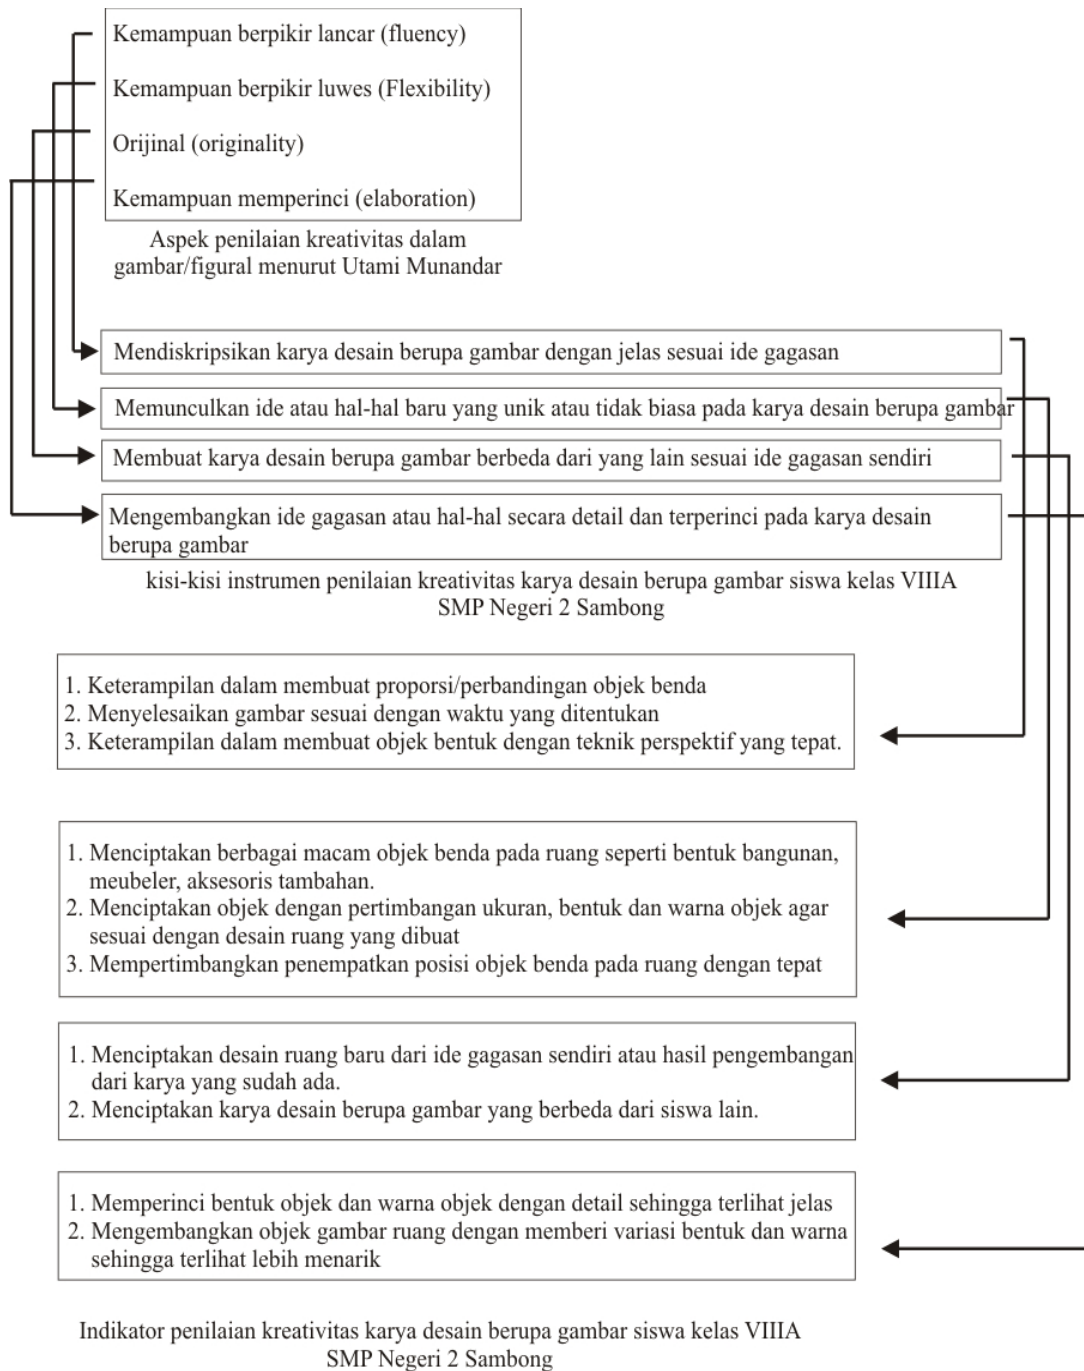 Kemampuan berpikir lancar (fluency)
Kemampuan berpikir luwes (Flexibility)
Orijinal (originality)
Kemampuan memperinci (elaboration)
Aspek penilaian kreativitas dalam
gambar/figural menurut Utami Munandar
Mendiskripsikan karya desain berupa gambar dengan jelas sesuai ide gagasan
Memunculkan ide atau hal-hal baru yang unik atau tidak biasa pada karya desain berupa gambar
Membuat karya desain berupa gambar berbeda dari yang lain sesuai ide gagasan sendiri
Mengembangkan ide gagasan atau hal-hal secara detail dan terperinci pada karya desain
berupa gambar
kisi-kisi instrumen penilaian kreativitas karya desain berupa gambar siswa kelas VIIIA
SMP Negeri 2 Sambong
1. Keterampilan dalam membuat proporsi/perbandingan objek benda
2. Menyelesaikan gambar sesuai dengan waktu yang ditentukan
3. Keterampilan dalam membuat objek bentuk dengan teknik perspektif yang tepat.
1. Menciptakan berbagai macam objek benda pada ruang seperti bentuk bangunan,
meubeler, aksesoris tambahan.
2. Menciptakan objek dengan pertimbangan ukuran, bentuk dan warna objek agar
sesuai dengan desain ruang yang dibuat
3. Mempertimbangkan penempatkan posisi objek benda pada ruang dengan tepat
1. Menciptakan desain ruang baru dari ide gagasan sendiri atau hasil pengembangan
dari karya yang sudah ada.
2. Menciptakan karya desain berupa gambar yang berbeda dari siswa lain.
1. Memperinci bentuk objek dan warna objek dengan detail sehingga terlihat jelas
2. Mengembangkan objek gambar ruang dengan memberi variasi bentuk dan warna
sehingga terlihat lebih menarik
Indikator penilaian kreativitas karya desain berupa gambar siswa kelas VIIIA
SMP Negeri 2 Sambong